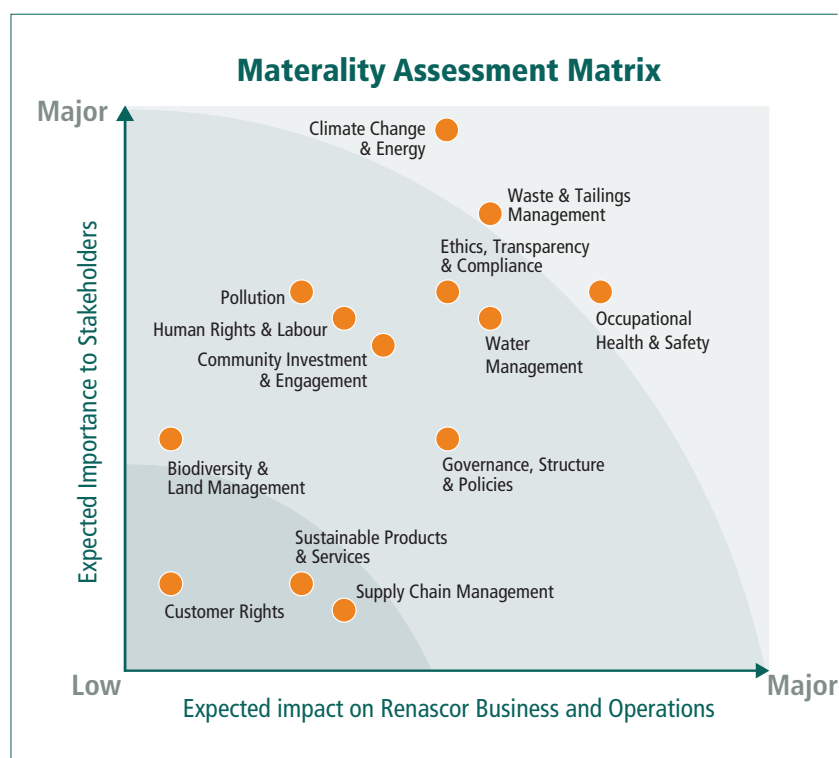 Materality Assessment Matrix
Major
Climate Change
& Energy
Waste & Tailings
Management
Ethics, Transparency
& Compliance
Pollution
Human Rights & Labour
Community Investment
& Engagement
Water
Management
Occupational
Health & Safety
Biodiversity &
Land Management
Governance, Structure
& Policies
Sustainable Products
& Services
Customer Rights
Supply Chain Management
Expected Importance to Stakeholders
Low
Major
Expected impact on Renascor Business and Operations